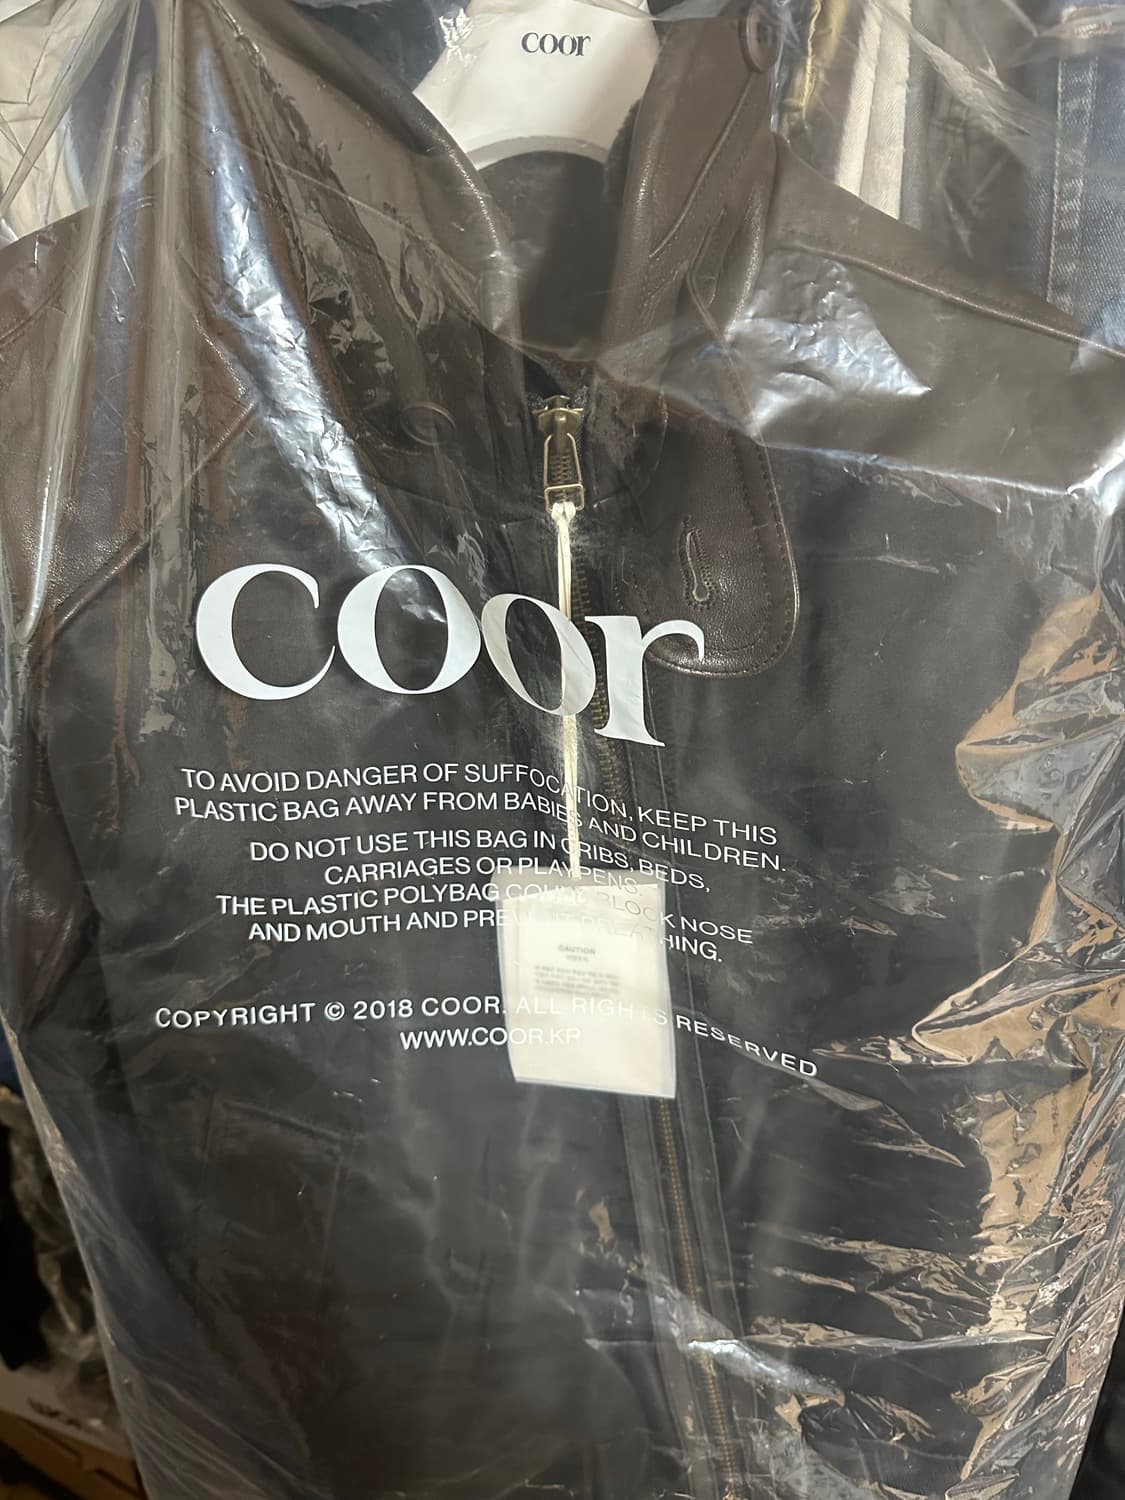 coor
coor
TO AVOID DANGER OF SUFFOCATION, KEEP THIS
PLASTIC BAG AWAY FROM BABIES AND CHILDREN.
DO NOT USE THIS BAG IN CRIBS, BEDS,
CARRIAGES OR PLAYPENS.
THE PLASTIC POLYBAG COULD BLOCK NOSE
AND MOUTH AND PREVENT BREATHING.
CAUTION
COPYRIGHT © 2018 COOR. ALL RIGHTS RESERVED
WWW.COOR.KR